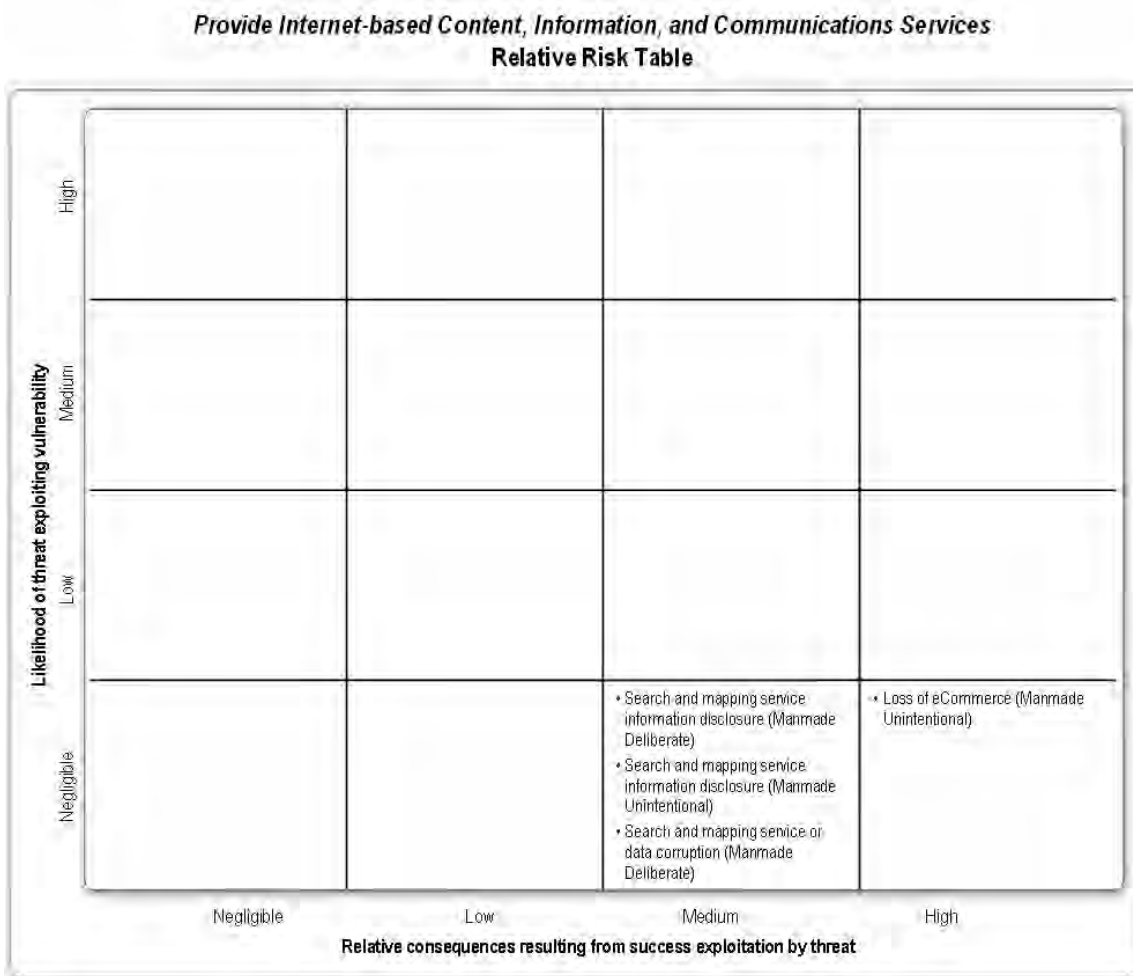 Provide Internet-based Content, Information, and Communications Services
Relative Risk Table
Likelihood of threat exploiting vulnerability
High
Medium
Low
Negligible
• Search and mapping service
information disclosure (Manmade
Deliberate)
• Search and mapping service
information disclosure (Manmade
Unintentional)
• Search and mapping service or
data corruption (Manmade
Deliberate)
• Loss of eCommerce (Manmade
Unintentional)
Negligible
Low
Medium
High
Relative consequences resulting from success exploitation by threat